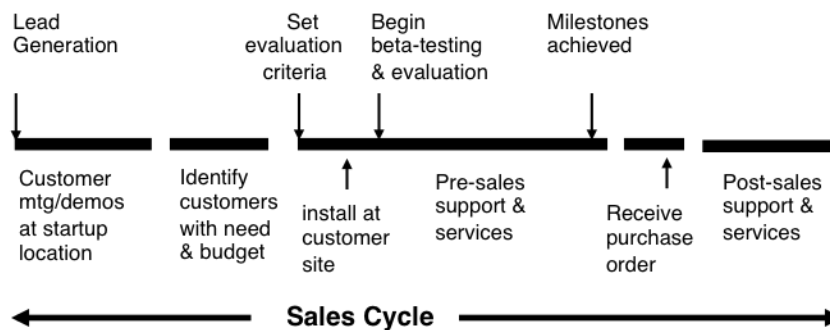 Lead
Generation
Set
evaluation
criteria
Begin
beta-testing
& evaluation
Milestones
achieved
Customer
mtg/demos
at startup
location
Identify
customers
with need
& budget
install at
customer
site
Pre-sales
support &
services
Receive
purchase
order
Post-sales
support &
services
Sales Cycle